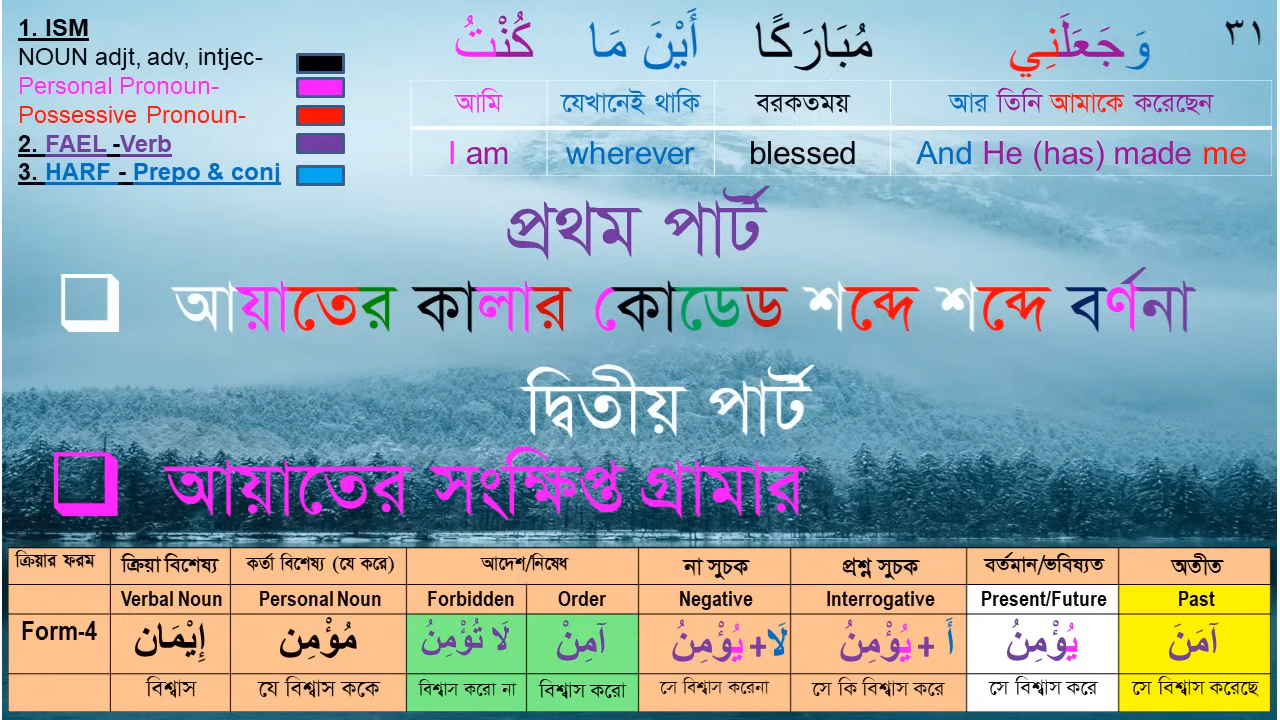 1. ISM
NOUN adjt, adv, intjec-
Personal Pronoun-
Possessive Pronoun-
2. FAEL -Verb
3. HARF - Prepo & conj
٣١ وَجَعَلَنِي مُبَارَكًا أَيْنَ مَا كُنْتُ
আমি যেখানেই থাকি বরকতময় আর তিনি আমাকে করেছেন
I am wherever blessed And He (has) made me
প্রথম পার্ট
আয়াতের কালার কোডেড শব্দে শব্দে বর্ণনা
দ্বিতীয় পার্ট
আয়াতের সংক্ষিপ্ত গ্রামার
ক্রিয়ার ফরম ক্রিয়া বিশেষ্য কর্তা বিশেষ্য (যে করে) আদেশ/নিষেধ না সুচক প্রশ্ন সুচক বর্তমান/ভবিষ্যত অতীত
Verbal Noun Personal Noun Forbidden Order Negative Interrogative Present/Future Past
Form-4 إِيْمَان مُؤْمِن لَا تُؤْمِنُ آمِنْ لَا+يُؤْمِنُ أَ +يُؤْمِنُ يُؤْمِنُ آمَنَ
বিশ্বাস যে বিশ্বাস ককে বিশ্বাস করো না বিশ্বাস করো সে বিশ্বাস করেনা সে কি বিশ্বাস করে সে বিশ্বাস করে সে বিশ্বাস করেছে